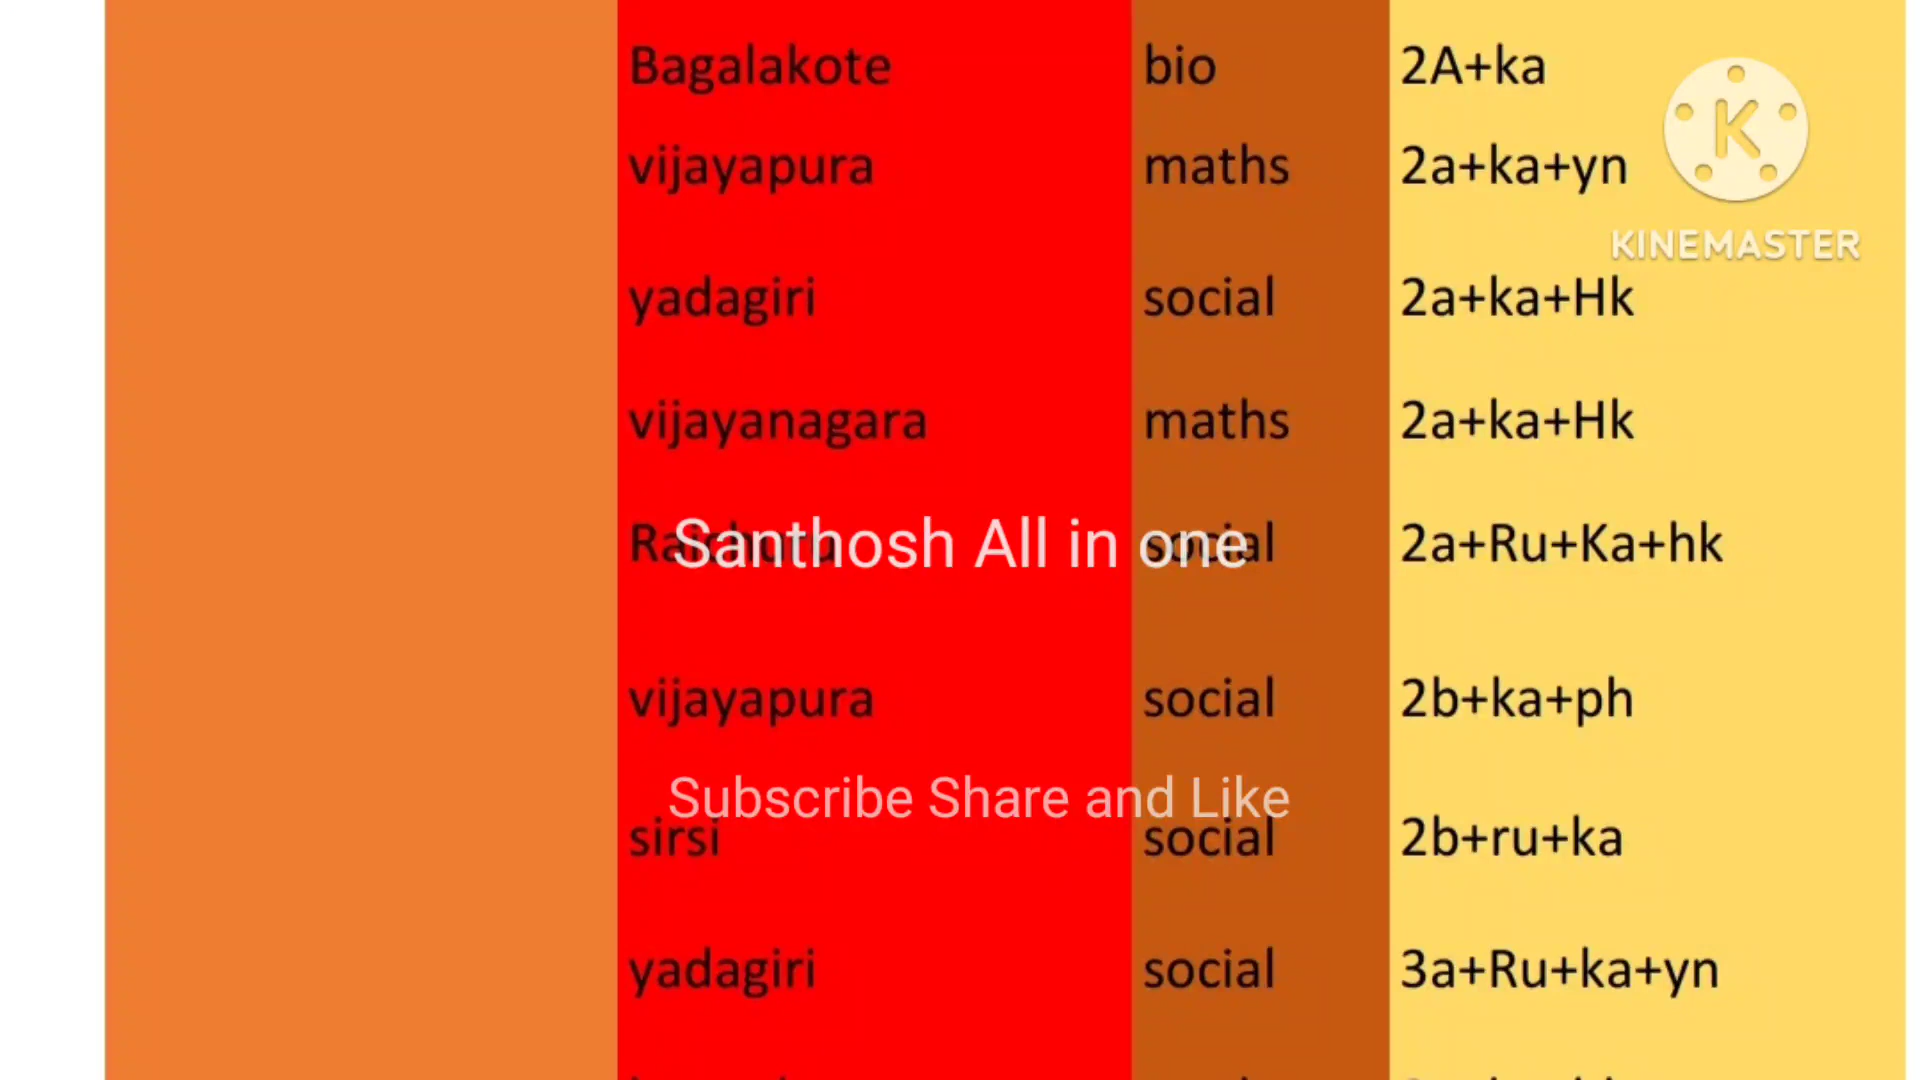 Bagalakote bio 2A+ka
vijayapura maths 2a+ka+yn
KINEMASTER
yadagiri social 2a+ka+Hk
vijayanagara maths 2a+ka+Hk
social 2a+Ru+Ka+hk
Santhosh All in one
vijayapura social 2b+ka+ph
Subscribe Share and Like
sirsi social 2b+ru+ka
yadagiri social 3a+Ru+ka+yn